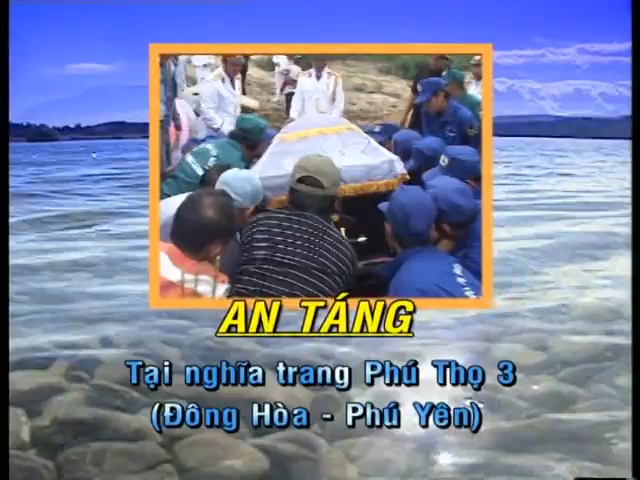 AN TÁNG
Tại nghĩa trang Phú Thọ 3
(Đông Hòa - Phú Yên)